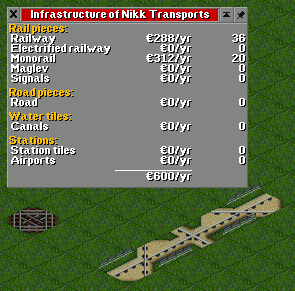 Infrastructure of Nikk Transports
Rail pieces:
Railway €288/yr 36
Electrified railway €0/yr 0
Monorail €312/yr 20
Maglev €0/yr 0
Signals €0/yr 0
Road pieces:
Road €0/yr 0
Water tiles:
Canals €0/yr 0
Stations:
Station tiles €0/yr 0
Airports €0/yr 0
€600/yr